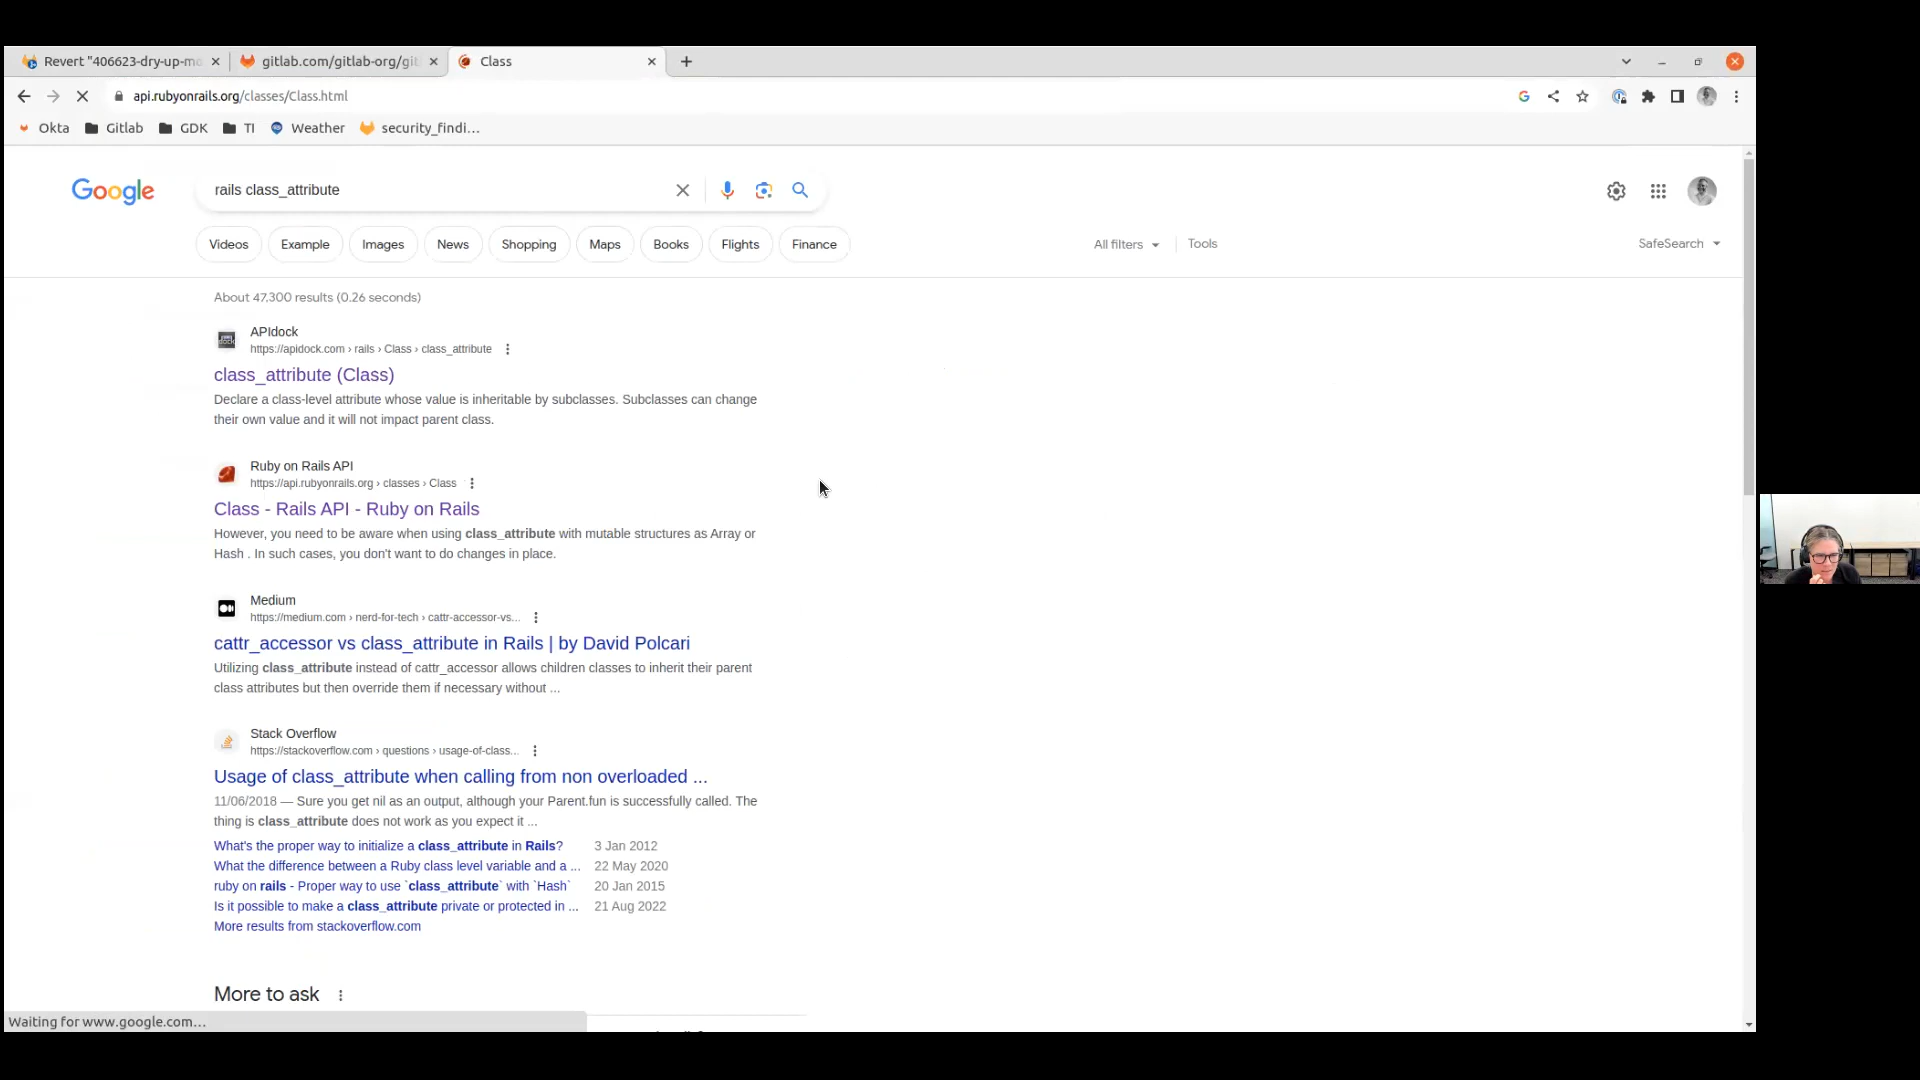 Revert "406623-dry-up-mo
gitlab.com/gitlab-org/git
Class
api.rubyonrails.org/classes/Class.html
Okta
Gitlab
GDK
TI
Weather
security_findi...
Google
rails class_attribute
Videos
Example
Images
News
Shopping
Maps
Books
Flights
Finance
All filters
Tools
SafeSearch
About 47,300 results (0.26 seconds)
APIdock
https://apidock.com › rails › Class › class_attribute
class_attribute (Class)
Declare a class-level attribute whose value is inheritable by subclasses. Subclasses can change
their own value and it will not impact parent class.
Ruby on Rails API
https://api.rubyonrails.org › classes › Class
Class - Rails API - Ruby on Rails
However, you need to be aware when using class_attribute with mutable structures as Array or
Hash . In such cases, you don't want to do changes in place.
Medium
https://medium.com › nerd-for-tech › cattr-accessor-vs...
cattr_accessor vs class_attribute in Rails | by David Polcari
Utilizing class_attribute instead of cattr_accessor allows children classes to inherit their parent
class attributes but then override them if necessary without ...
Stack Overflow
https://stackoverflow.com › questions › usage-of-class...
Usage of class_attribute when calling from non overloaded ...
11/06/2018 — Sure you get nil as an output, although your Parent.fun is successfully called. The
thing is class_attribute does not work as you expect it ...
What's the proper way to initialize a class_attribute in Rails? 3 Jan 2012
What the difference between a Ruby class level variable and a ... 22 May 2020
ruby on rails - Proper way to use `class_attribute` with `Hash` 20 Jan 2015
Is it possible to make a class_attribute private or protected in ... 21 Aug 2022
More results from stackoverflow.com
More to ask
Waiting for www.google.com...